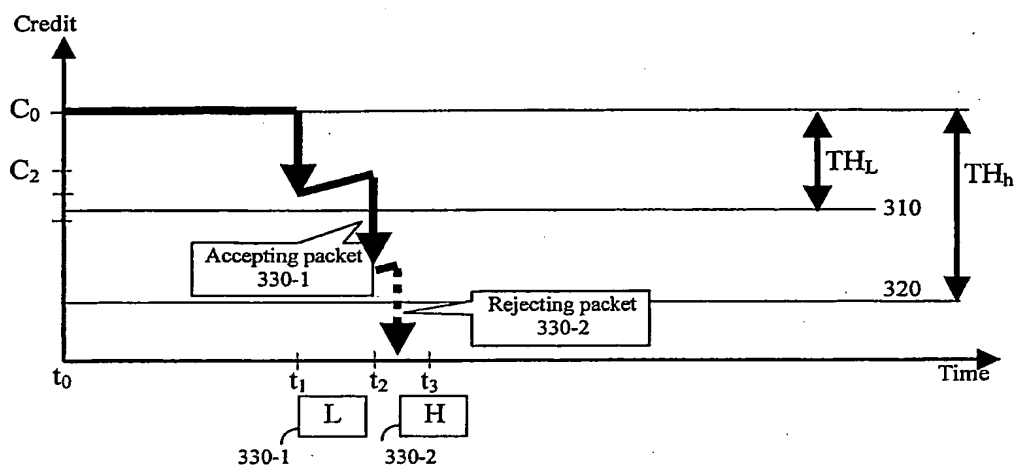 Credit
C0
C2
THL
THh
310
Accepting packet
330-1
320
Rejecting packet
330-2
t0
t1
t2
t3
Time
L
H
330-1
330-2